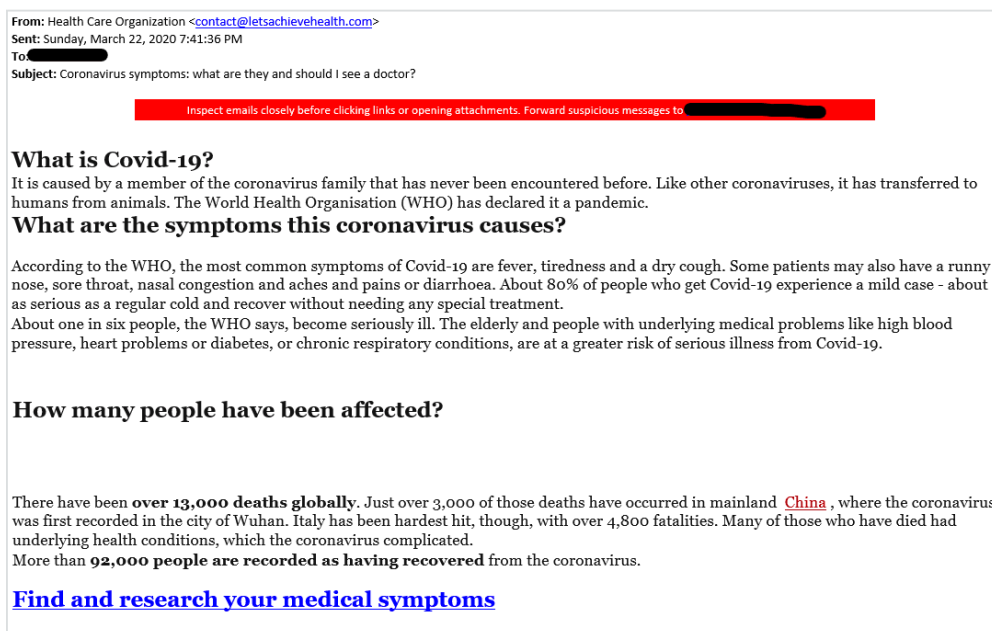 From: Health Care Organization <contact@letsachievehealth.com>
Sent: Sunday, March 22, 2020 7:41:36 PM
To:
Subject: Coronavirus symptoms: what are they and should I see a doctor?
Inspect emails closely before clicking links or opening attachments. Forward suspicious messages to
What is Covid-19?
It is caused by a member of the coronavirus family that has never been encountered before. Like other coronaviruses, it has transferred to
humans from animals. The World Health Organisation (WHO) has declared it a pandemic.
What are the symptoms this coronavirus causes?
According to the WHO, the most common symptoms of Covid-19 are fever, tiredness and a dry cough. Some patients may also have a runny
nose, sore throat, nasal congestion and aches and pains or diarrhoea. About 80% of people who get Covid-19 experience a mild case - about
as serious as a regular cold and recover without needing any special treatment.
About one in six people, the WHO says, become seriously ill. The elderly and people with underlying medical problems like high blood
pressure, heart problems or diabetes, or chronic respiratory conditions, are at a greater risk of serious illness from Covid-19.
How many people have been affected?
There have been over 13,000 deaths globally. Just over 3,000 of those deaths have occurred in mainland China , where the coronavirus
was first recorded in the city of Wuhan. Italy has been hardest hit, though, with over 4,800 fatalities. Many of those who have died had
underlying health conditions, which the coronavirus complicated.
More than 92,000 people are recorded as having recovered from the coronavirus.
Find and research your medical symptoms